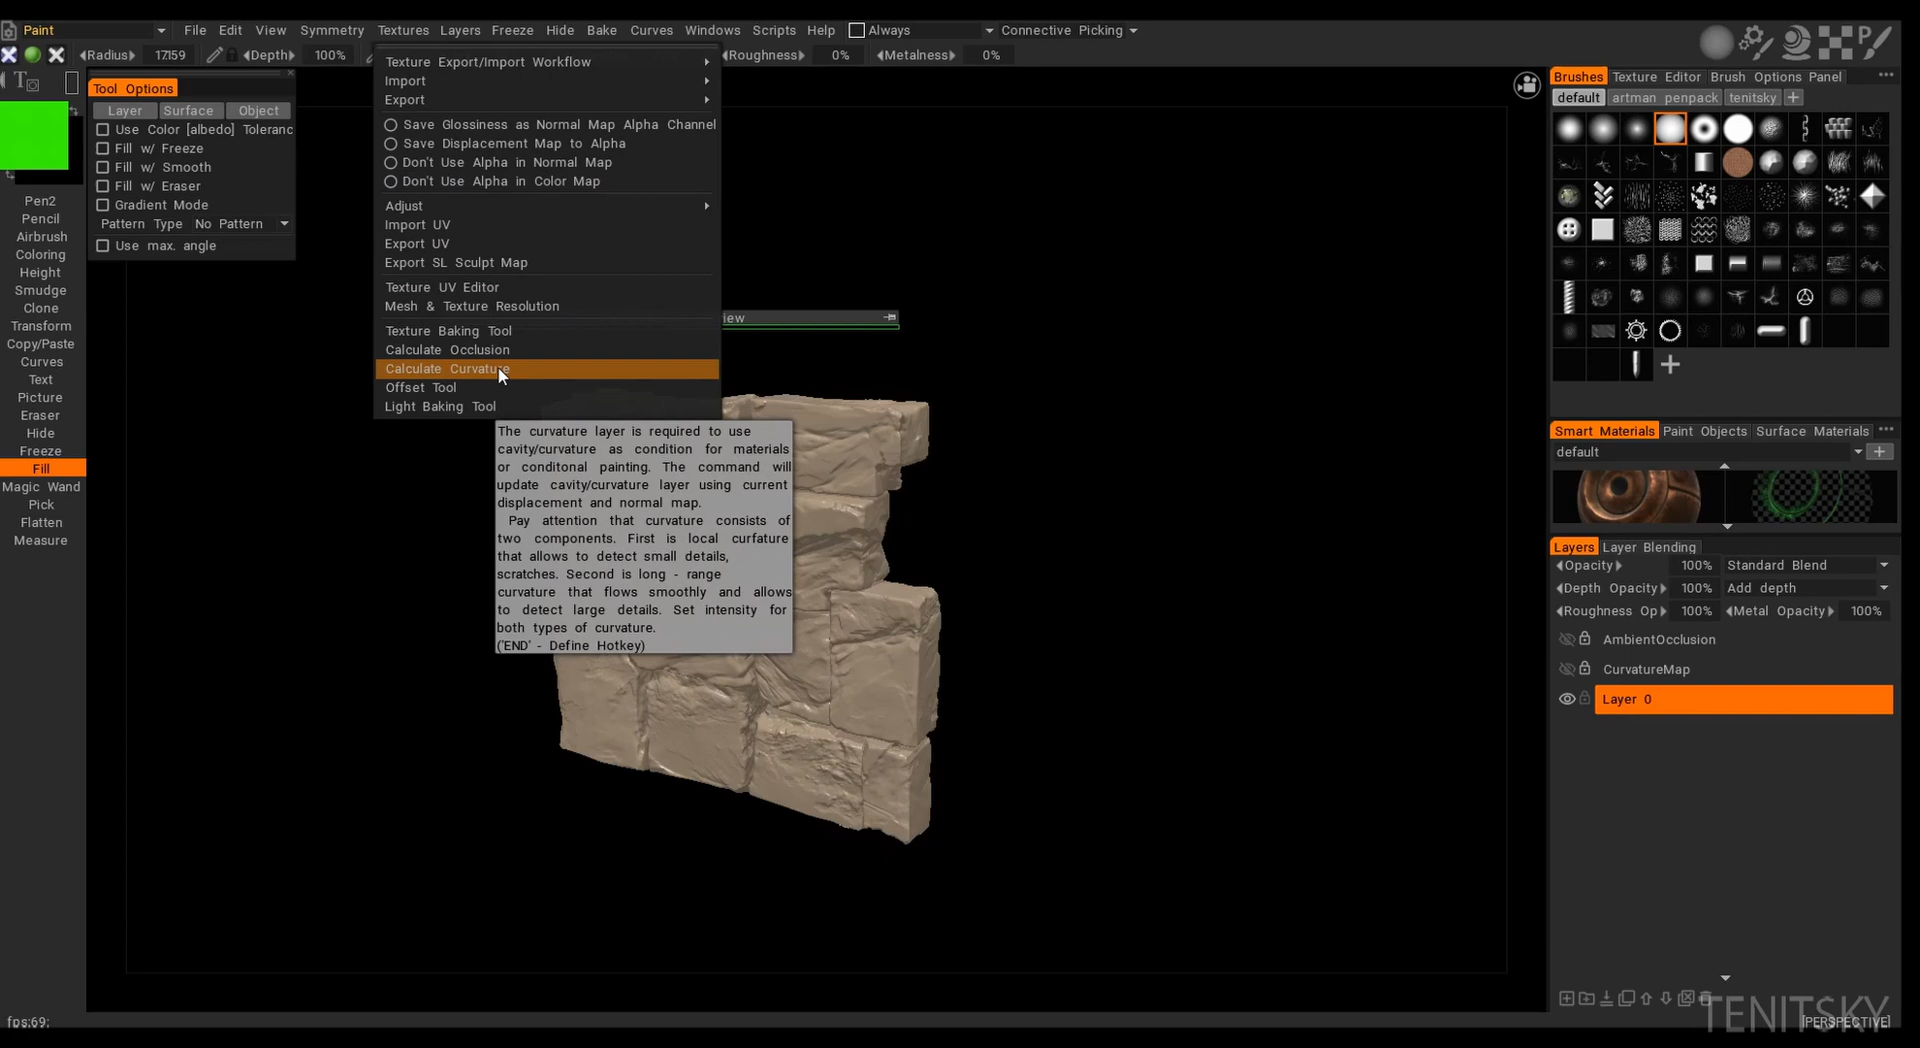 Paint File Edit View Symmetry Textures Layers Freeze Hide Bake Curves Windows Scripts Help Always Connective Picking
Radius 17.159 Depth 100% Roughness 0% Metalness 0%
Tool Options
Layer Surface Object
Use Color [albedo] Toleranc
Fill w/ Freeze
Fill w/ Smooth
Fill w/ Eraser
Gradient Mode
Pattern Type No Pattern
Use max. angle
Pen2
Pencil
Airbrush
Coloring
Height
Smudge
Clone
Transform
Copy/Paste
Curves
Text
Picture
Eraser
Hide
Freeze
Fill
Magic Wand
Pick
Flatten
Measure
Texture Export/Import Workflow
Import
Export
Save Glossiness as Normal Map Alpha Channel
Save Displacement Map to Alpha
Don't Use Alpha in Normal Map
Don't Use Alpha in Color Map
Adjust
Import UV
Export UV
Export SL Sculpt Map
Texture UV Editor
Mesh & Texture Resolution
Texture Baking Tool
Calculate Occlusion
Calculate Curvature
Offset Tool
Light Baking Tool
iew
The curvature layer is required to use
cavity/curvature as condition for materials
or conditonal painting. The command will
update cavity/curvature layer using current
displacement and normal map.
Pay attention that curvature consists of
two components. First is local curfature
that allows to detect small details,
scratches. Second is long - range
curvature that flows smoothly and allows
to detect large details. Set intensity for
both types of curvature.
('END' - Define Hotkey)
Brushes Texture Editor Brush Options Panel
default artman penpack tenitsky
Smart Materials Paint Objects Surface Materials
default
Layers Layer Blending
Opacity 100% Standard Blend
Depth Opacity 100% Add depth
Roughness Op 100% Metal Opacity 100%
AmbientOcclusion
CurvatureMap
Layer 0
TENITSKY
[PERSPECTIVE]
fps:69;